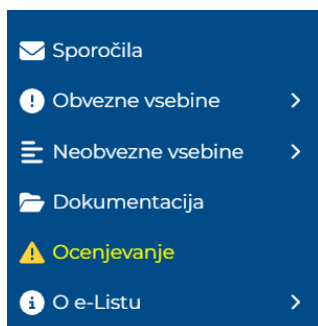 Sporočila
Obvezne vsebine
Neobvezne vsebine
Dokumentacija
Ocenjevanje
O e-Listu